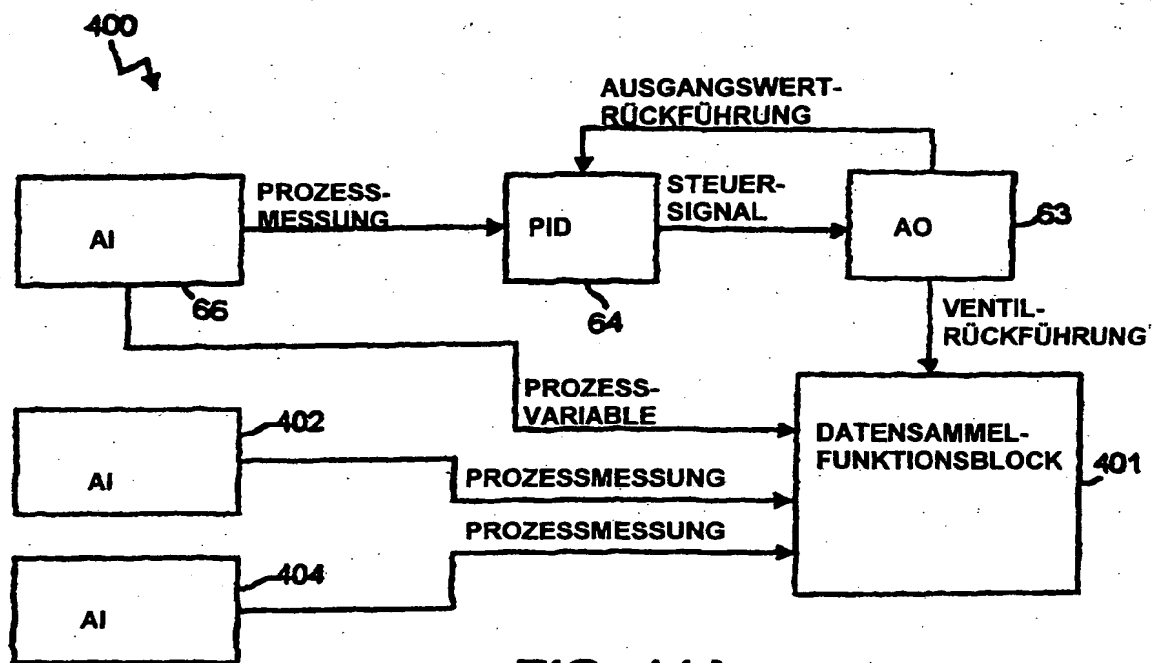 400
AUSGANGSWERT-
RÜCKFÜHRUNG
AI
PROZESS-
MESSUNG
PID
STEUER-
SIGNAL
AO
63
66
64
VENTIL-
RÜCKFÜHRUNG
PROZESS-
VARIABLE
402
AI
PROZESSMESSUNG
DATENSAMMEL-
FUNKTIONSBLOCK
401
PROZESSMESSUNG
404
AI